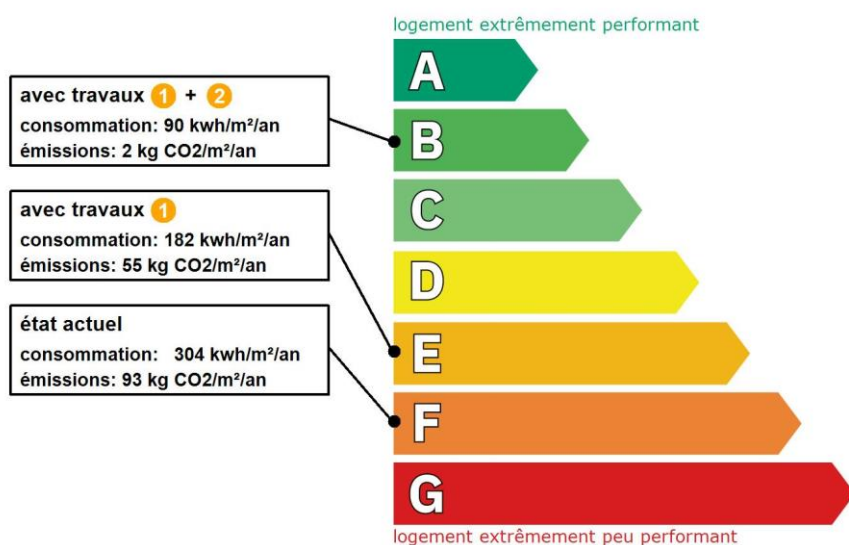 logement extrêmement performant
A
avec travaux 1 + 2
consommation: 90 kwh/m²/an
émissions: 2 kg CO2/m²/an
B
avec travaux 1
consommation: 182 kwh/m²/an
émissions: 55 kg CO2/m²/an
C
D
état actuel
consommation: 304 kwh/m²/an
émissions: 93 kg CO2/m²/an
E
F
G
logement extrêmement peu performant